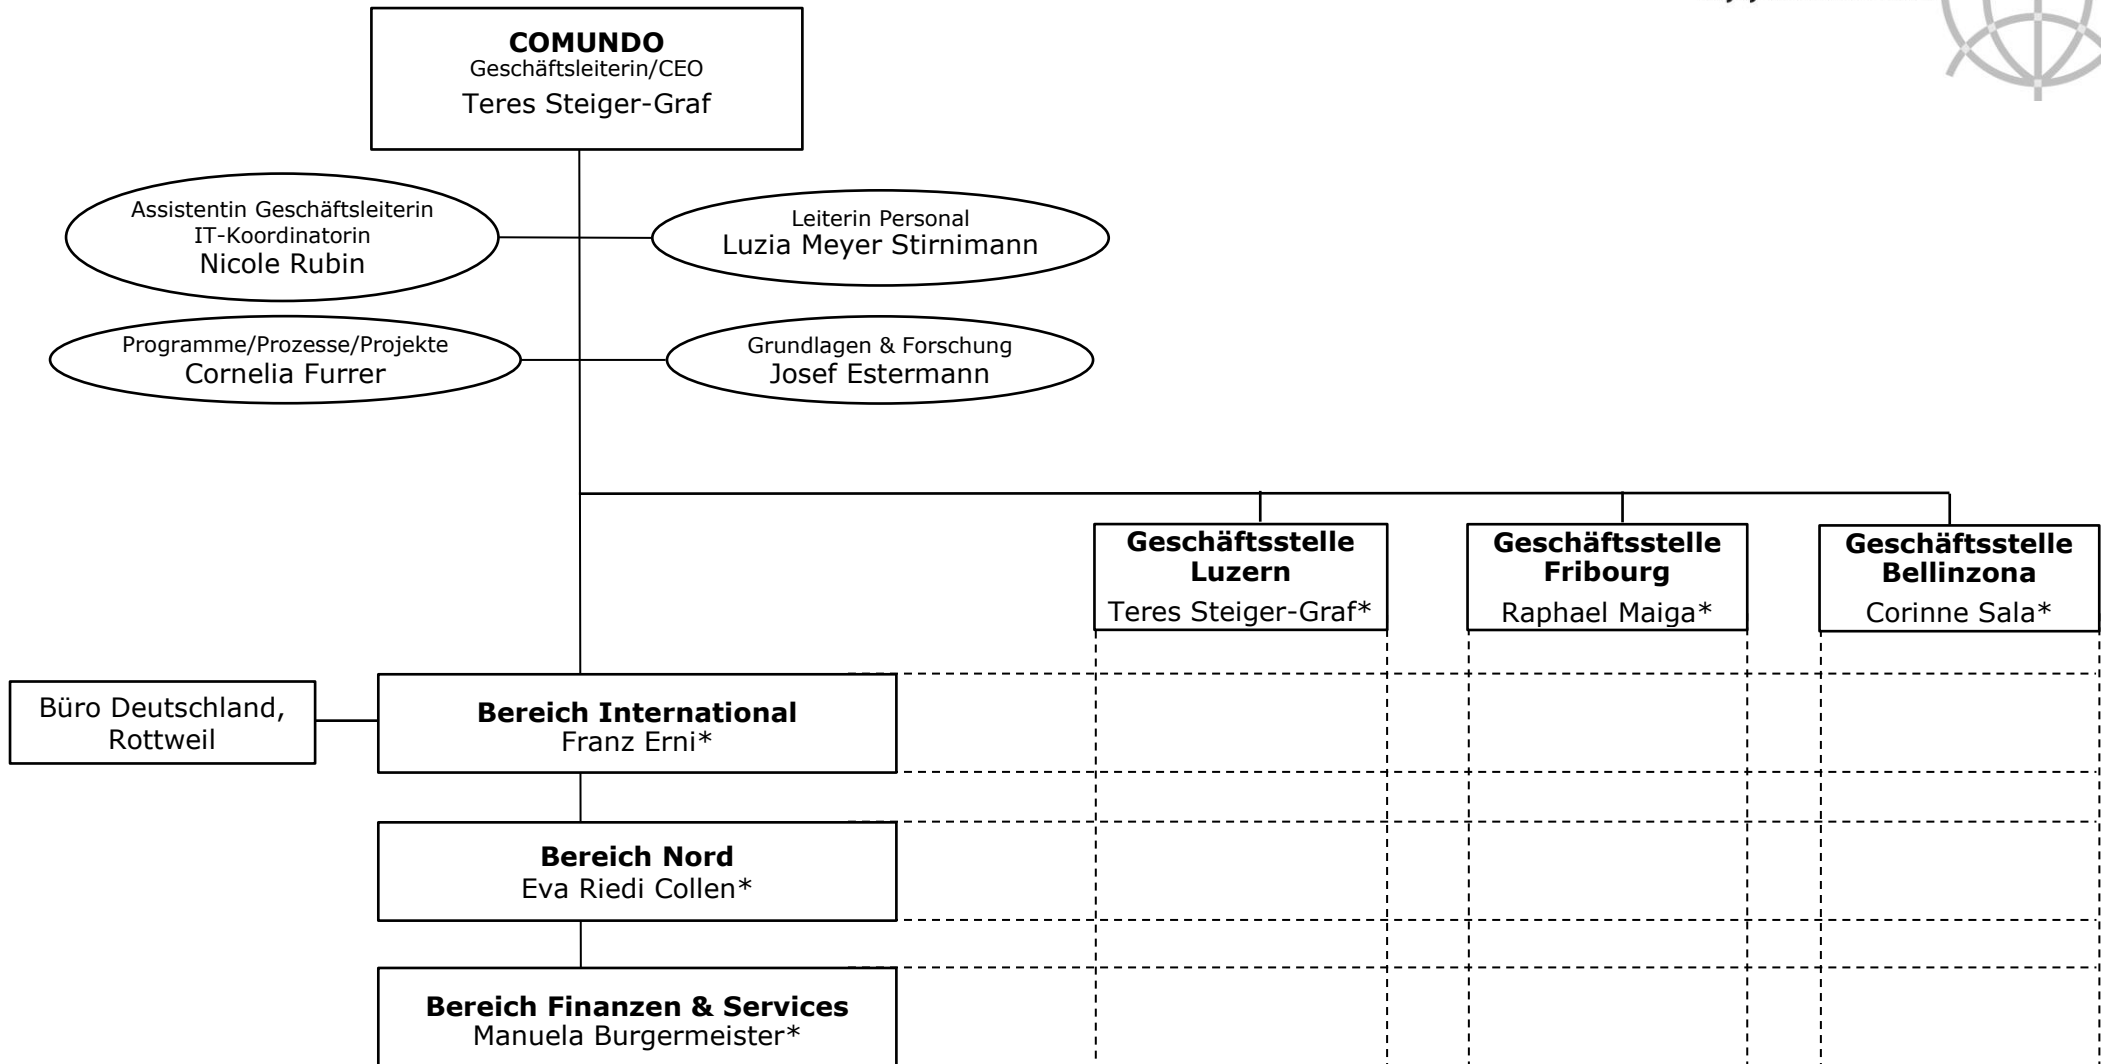 COMUNDO
Geschäftsleiterin/CEO
Teres Steiger-Graf
Assistentin Geschäftsleiterin
IT-Koordinatorin
Nicole Rubin
Leiterin Personal
Luzia Meyer Stirnimann
Programme/Prozesse/Projekte
Cornelia Furrer
Grundlagen & Forschung
Josef Estermann
Geschäftsstelle
Luzern
Teres Steiger-Graf*
Geschäftsstelle
Fribourg
Raphael Maiga*
Geschäftsstelle
Bellinzona
Corinne Sala*
Büro Deutschland,
Rottweil
Bereich International
Franz Erni*
Bereich Nord
Eva Riedi Collen*
Bereich Finanzen & Services
Manuela Burgermeister*